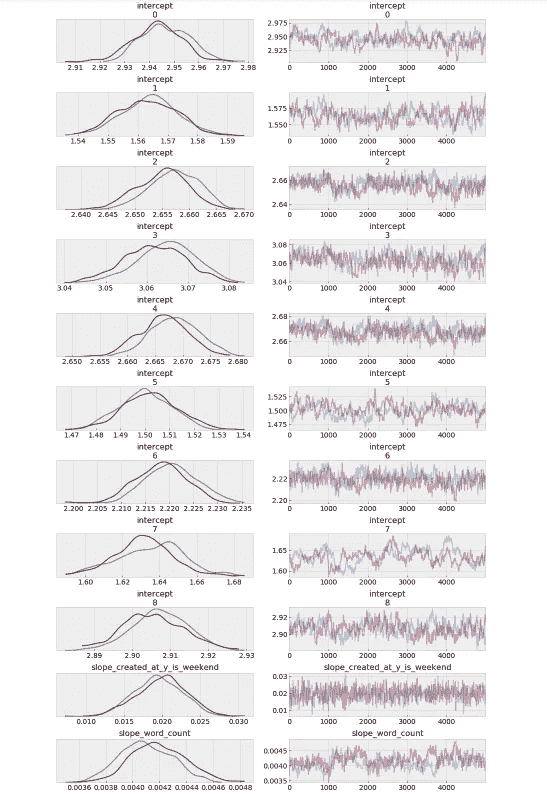 intercept intercept
0 0
2.975
2.950
2.925
2.91 2.92 2.93 2.94 2.95 2.96 2.97 2.98 0 1000 2000 3000 4000
intercept intercept
1 1
1.575
1.550
1.54 1.55 1.56 1.57 1.58 1.59 0 1000 2000 3000 4000
intercept intercept
2 2
2.66
2.64
2.640 2.645 2.650 2.655 2.660 2.665 2.670 0 1000 2000 3000 4000
intercept intercept
3 3
3.08
3.06
3.04
3.04 3.05 3.06 3.07 3.08 0 1000 2000 3000 4000
intercept intercept
4 4
2.68
2.66
2.650 2.655 2.660 2.665 2.670 2.675 2.680 0 1000 2000 3000 4000
intercept intercept
5 5
1.525
1.500
1.475
1.47 1.48 1.49 1.50 1.51 1.52 1.53 1.54 0 1000 2000 3000 4000
intercept intercept
6 6
2.22
2.20
2.200 2.205 2.210 2.215 2.220 2.225 2.230 2.235 0 1000 2000 3000 4000
intercept intercept
7 7
1.65
1.60
1.60 1.62 1.64 1.66 1.68 0 1000 2000 3000 4000
intercept intercept
8 8
2.92
2.90
2.89 2.90 2.91 2.92 2.93 0 1000 2000 3000 4000
slope_created_at_y_is_weekend slope_created_at_y_is_weekend
0.03
0.02
0.01
0.010 0.015 0.020 0.025 0.030 0 1000 2000 3000 4000
slope_word_count slope_word_count
0.0045
0.0040
0.0035
0.0036 0.0038 0.0040 0.0042 0.0044 0.0046 0.0048 0 1000 2000 3000 4000